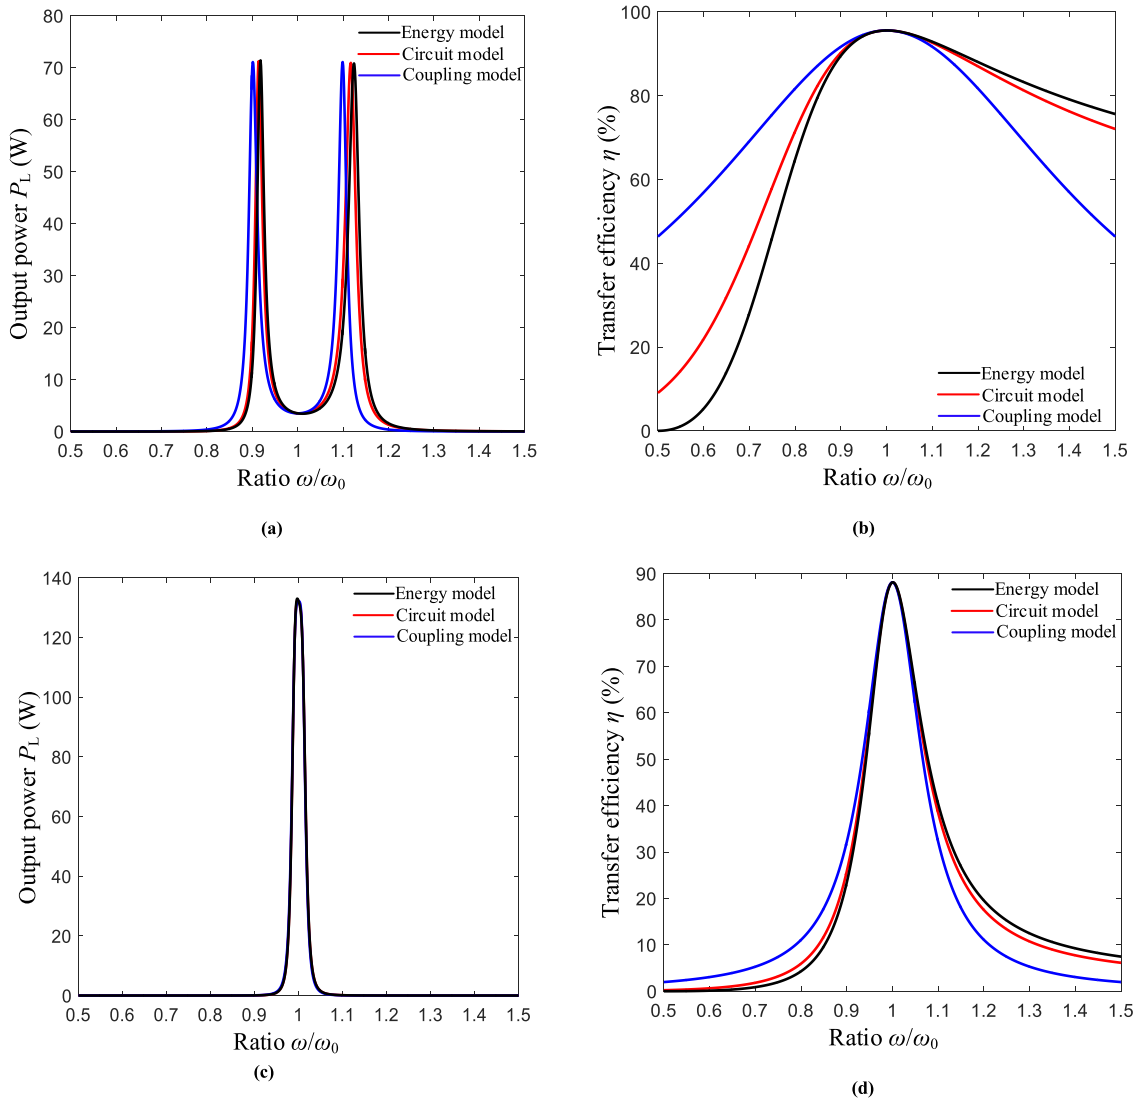 80
70
60
50
40
30
20
10
0
Output power P_L (W)
Energy model
Circuit model
Coupling model
0.5 0.6 0.7 0.8 0.9 1 1.1 1.2 1.3 1.4 1.5
Ratio ω/ω0
(a)
100
80
60
40
20
0
Transfer efficiency η (%)
Energy model
Circuit model
Coupling model
0.5 0.6 0.7 0.8 0.9 1 1.1 1.2 1.3 1.4 1.5
Ratio ω/ω0
(b)
140
120
100
80
60
40
20
0
Output power P_L (W)
Energy model
Circuit model
Coupling model
0.5 0.6 0.7 0.8 0.9 1 1.1 1.2 1.3 1.4 1.5
Ratio ω/ω0
(c)
90
80
70
60
50
40
30
20
10
0
Transfer efficiency η (%)
Energy model
Circuit model
Coupling model
0.5 0.6 0.7 0.8 0.9 1 1.1 1.2 1.3 1.4 1.5
Ratio ω/ω0
(d)